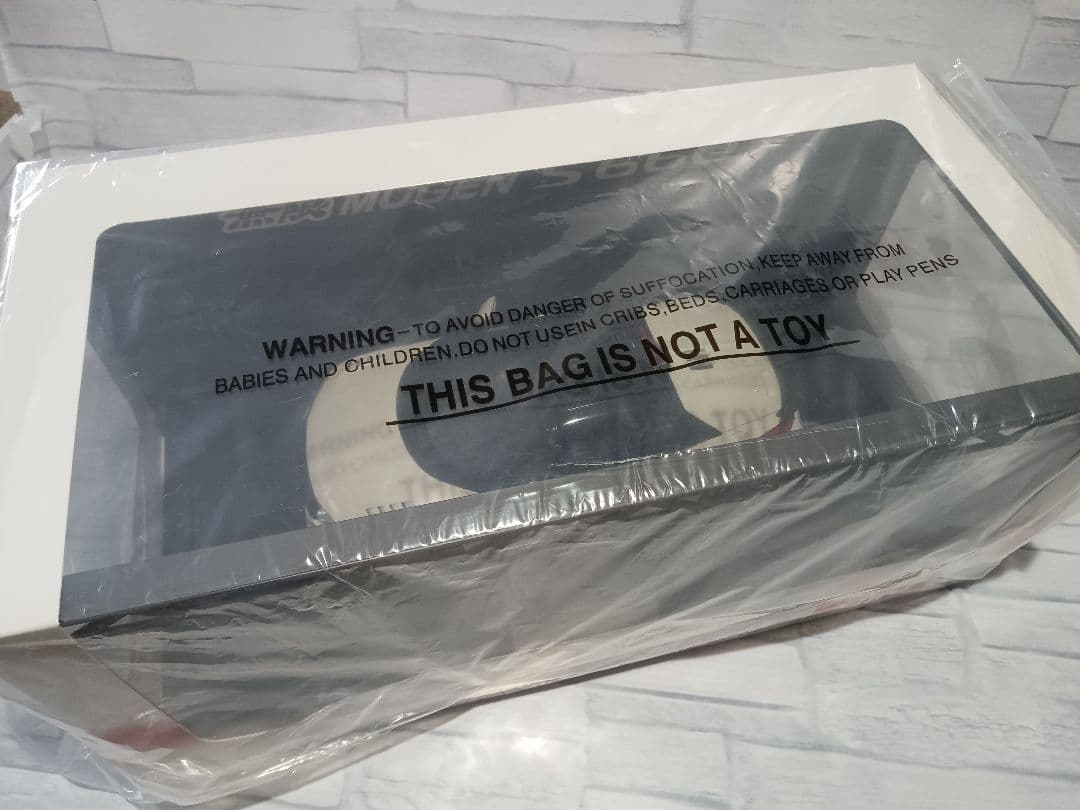 MUGEN S660
WARNING-TO AVOID DANGER OF SUFFOCATION,KEEP AWAY FROM
BABIES AND CHILDREN.DO NOT USEIN CRIBS,BEDS,CARRIAGES OR PLAY PENS
THIS BAG IS NOT A TOY